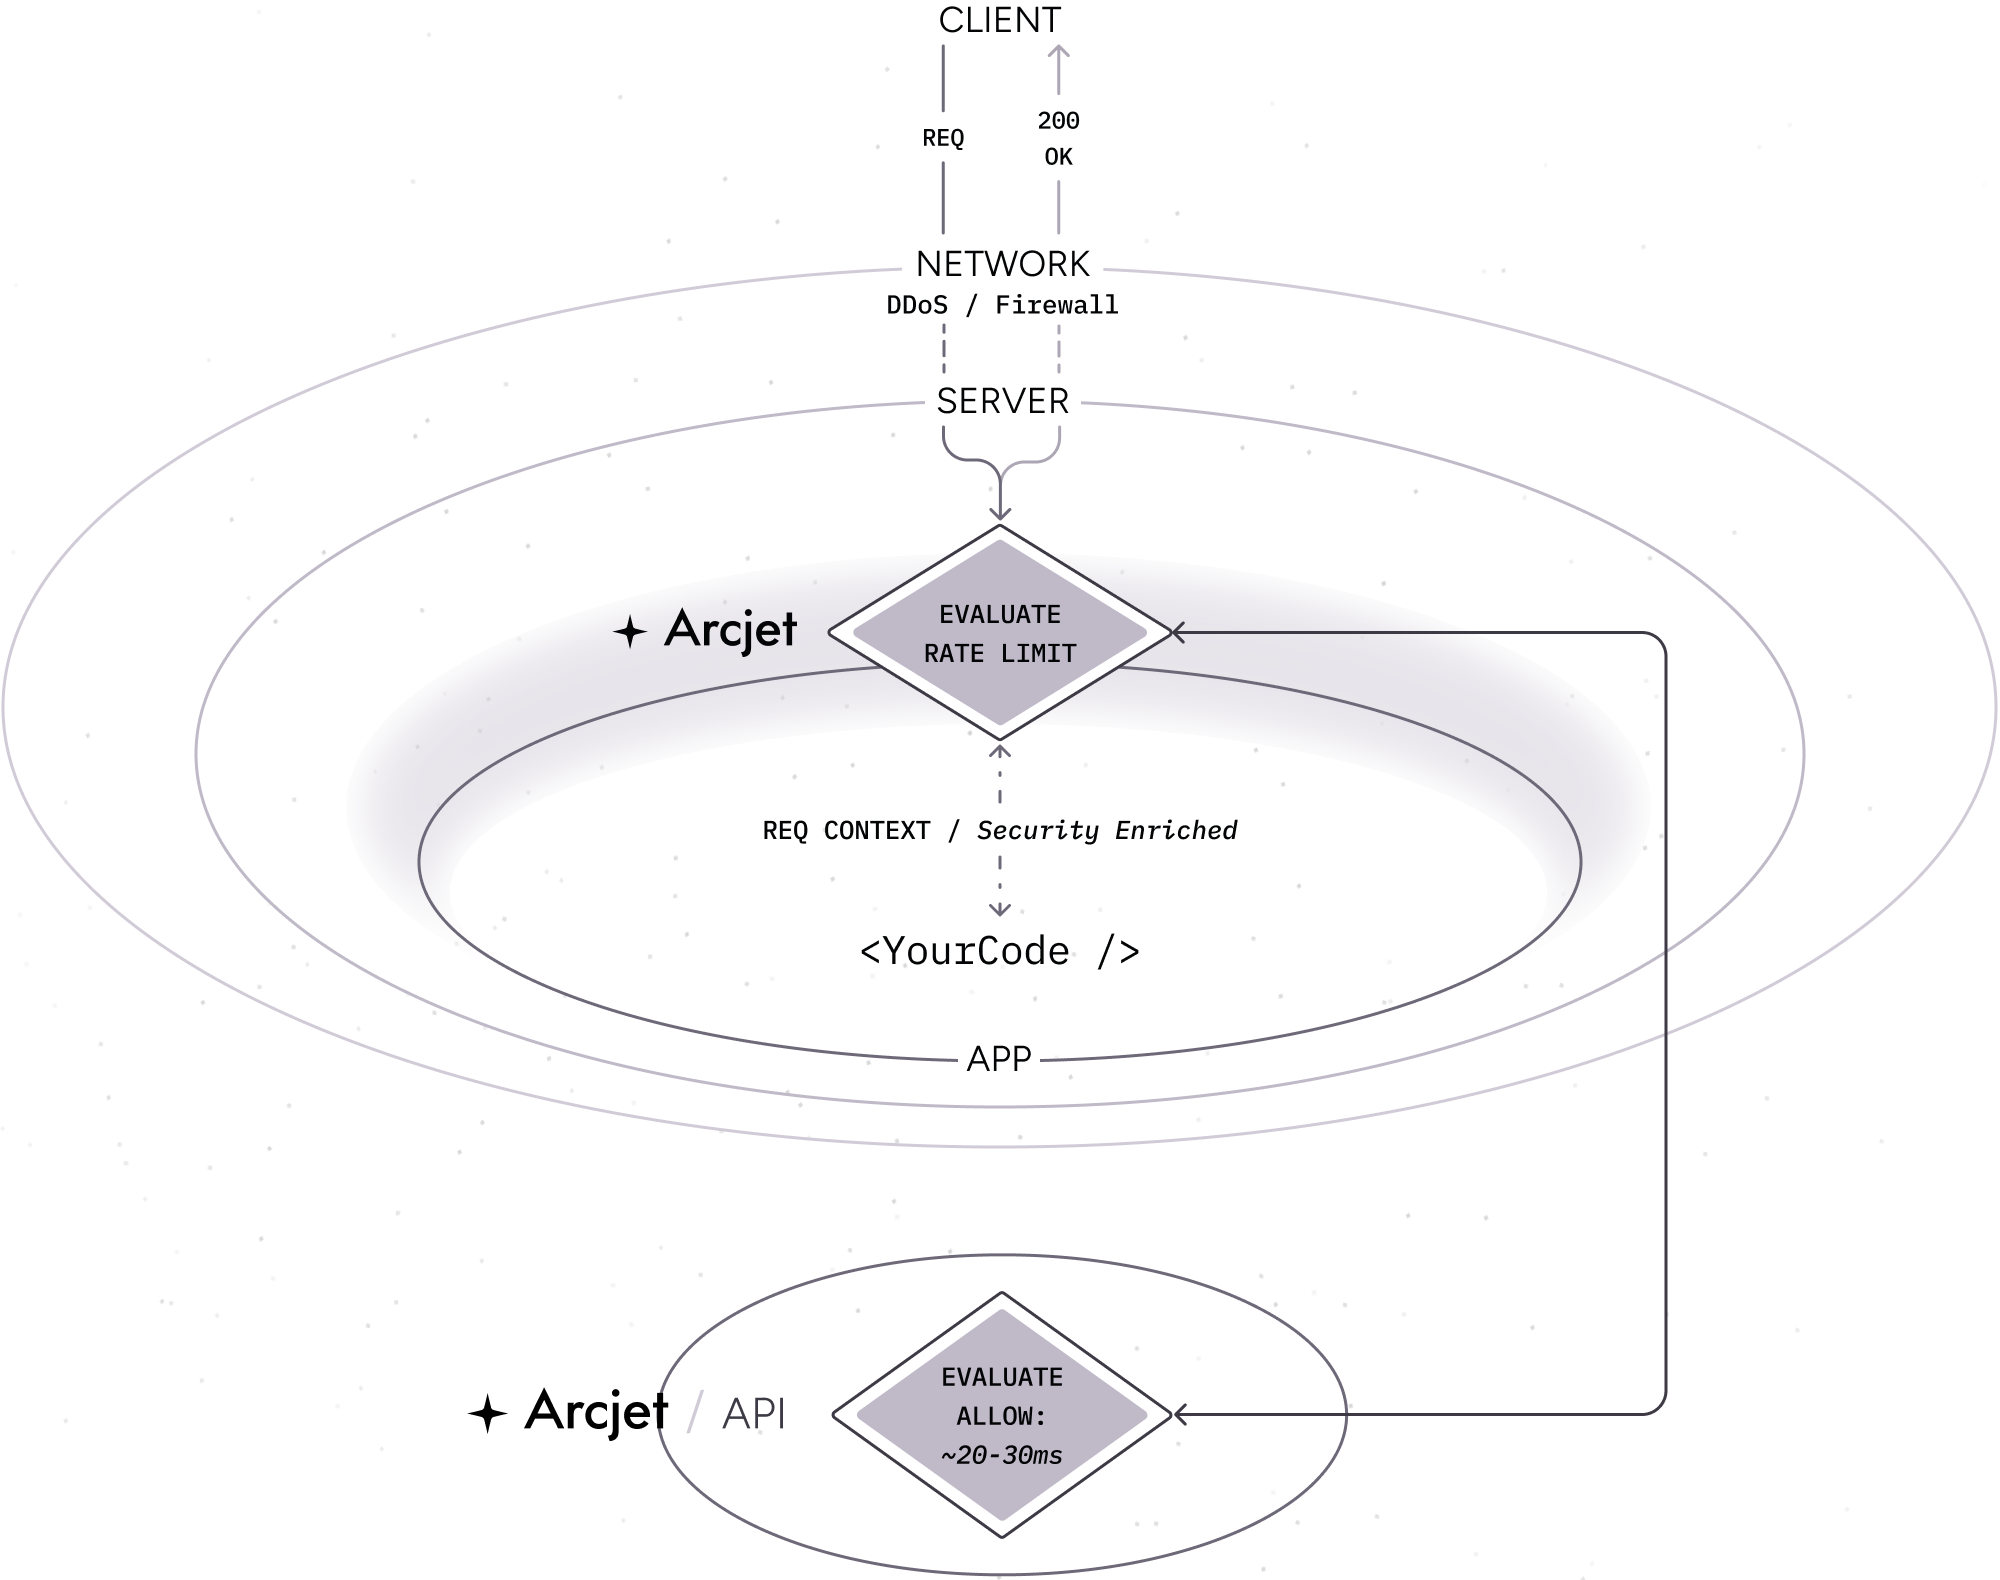 CLIENT
REQ
200
OK
NETWORK
DDoS / Firewall
SERVER
Arcjet
EVALUATE
RATE LIMIT
REQ CONTEXT / Security Enriched
<YourCode />
APP
Arcjet / API
EVALUATE
ALLOW:
~20-30ms